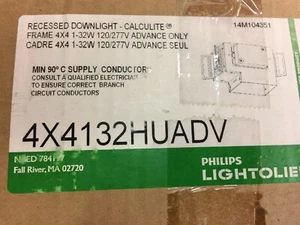 RECESSED DOWNLIGHT - CALCULITE®
14M104351
FRAME 4X4 1-32W 120/277V ADVANCE ONLY
CADRE 4X4 1-32W 120/277V ADVANCE SEUL
MIN 90° C SUPPLY CONDUCTORS
CONSULT A QUALIFIED ELECTRICIAN
TO ENSURE CORRECT BRANCH
CIRCUIT CONDUCTORS
4X4132HUADV
Fall River, MA 02720
PHILIPS
LIGHTOLIE